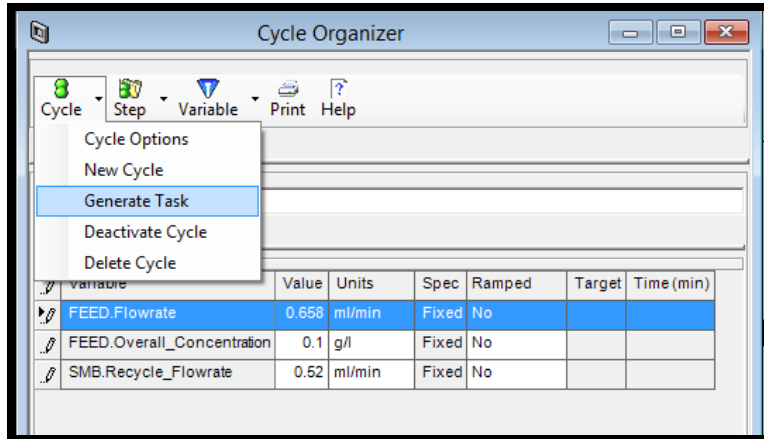 Cycle Organizer
Cycle Step Variable Print Help
Cycle Options
New Cycle
Generate Task
Deactivate Cycle
Delete Cycle
Variable Value Units Spec Ramped Target Time (min)
FEED.Flowrate 0.658 ml/min Fixed No
FEED.Overall_Concentration 0.1 g/l Fixed No
SMB.Recycle_Flowrate 0.52 ml/min Fixed No